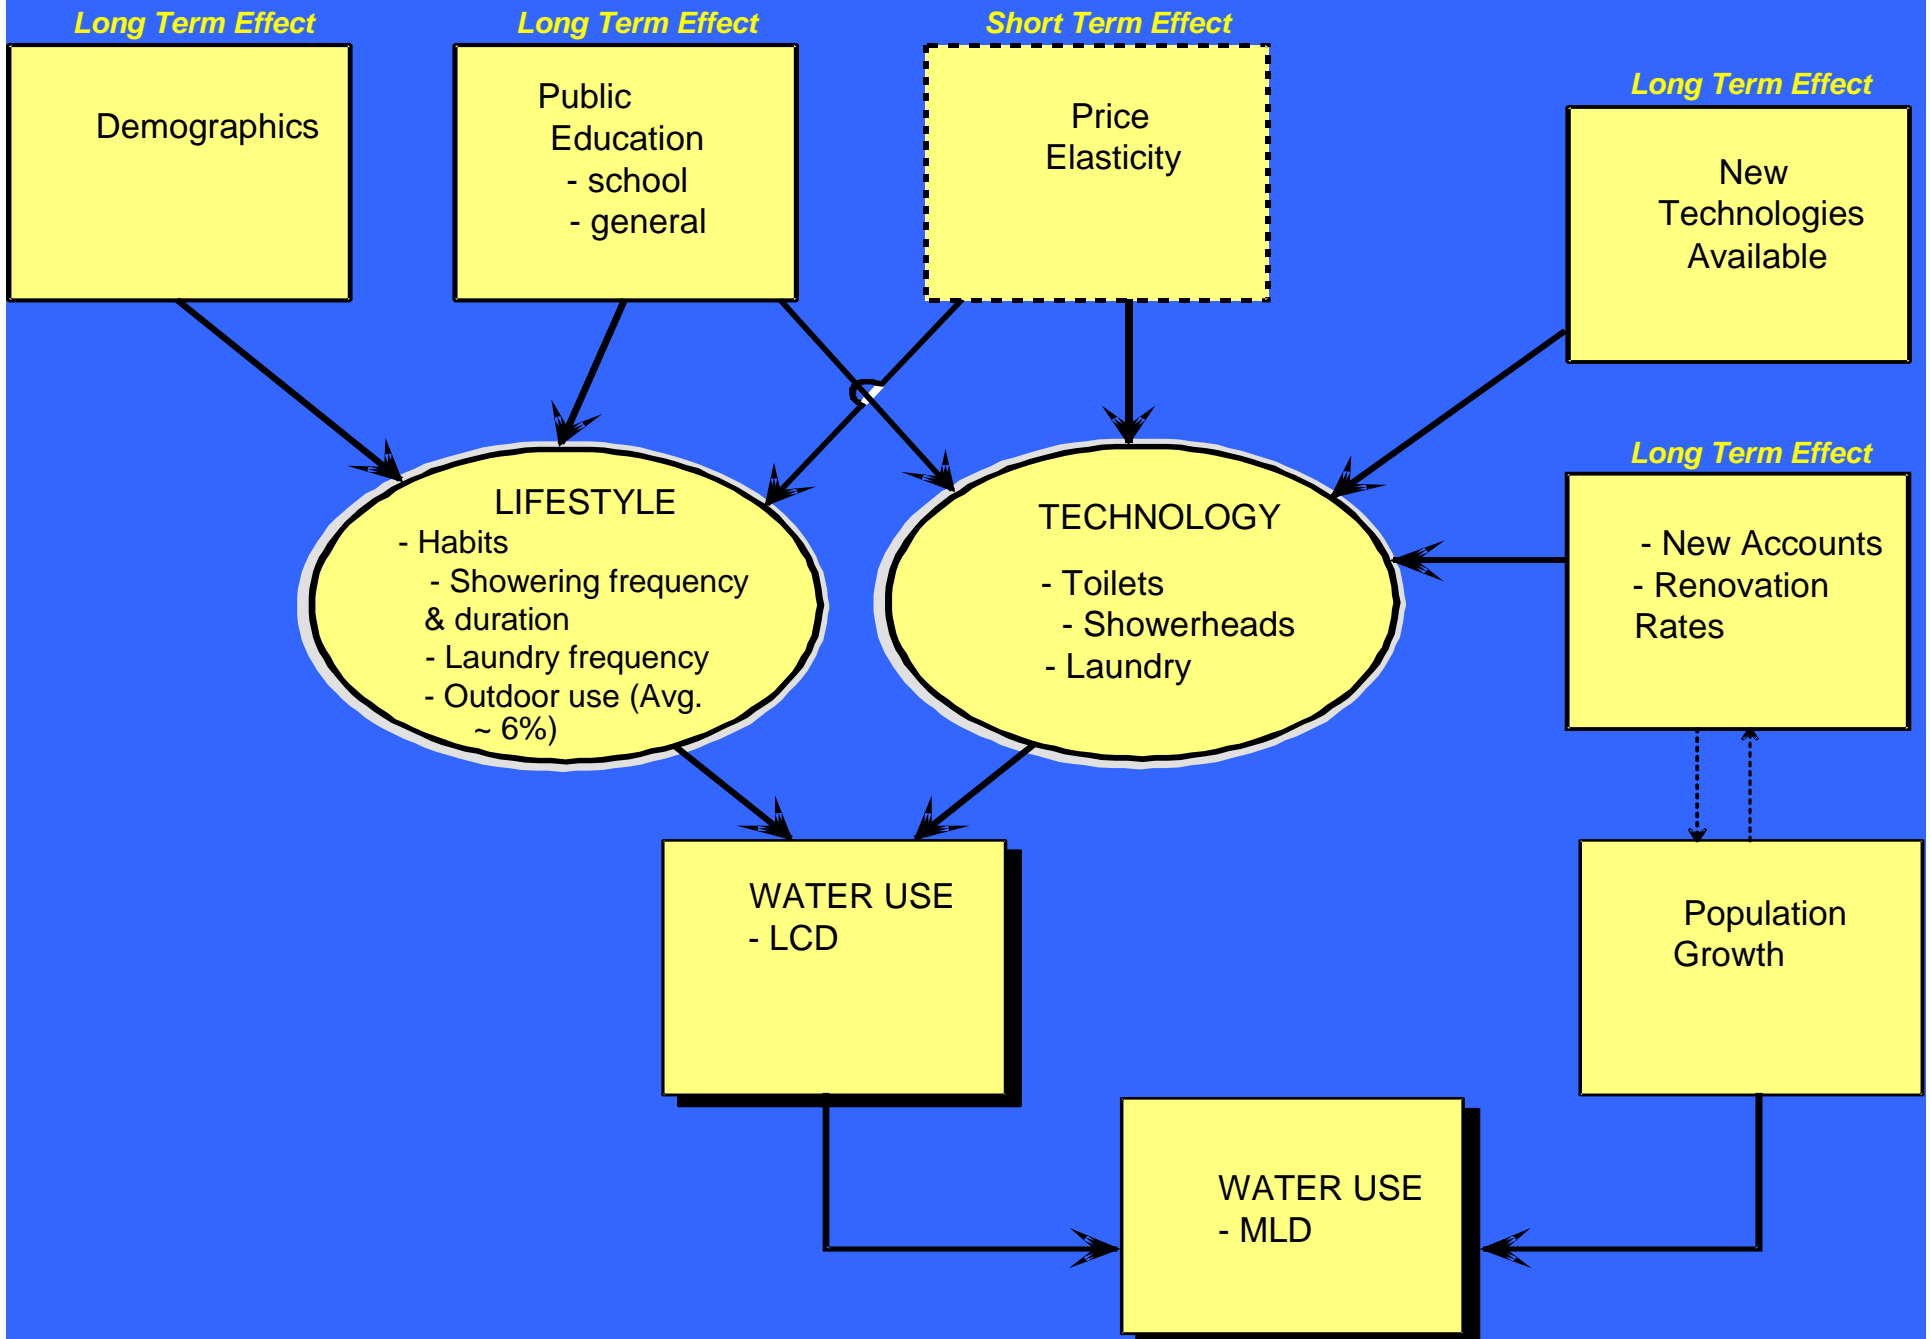 Long Term Effect
Long Term Effect
Short Term Effect
Long Term Effect
Demographics
Public
Education
- school
- general
Price
Elasticity
New
Technologies
Available
Long Term Effect
- New Accounts
- Renovation
Rates
LIFESTYLE
- Habits
- Showering frequency
& duration
- Laundry frequency
- Outdoor use (Avg.
~ 6%)
TECHNOLOGY
- Toilets
- Showerheads
- Laundry
WATER USE
- LCD
Population
Growth
WATER USE
- MLD